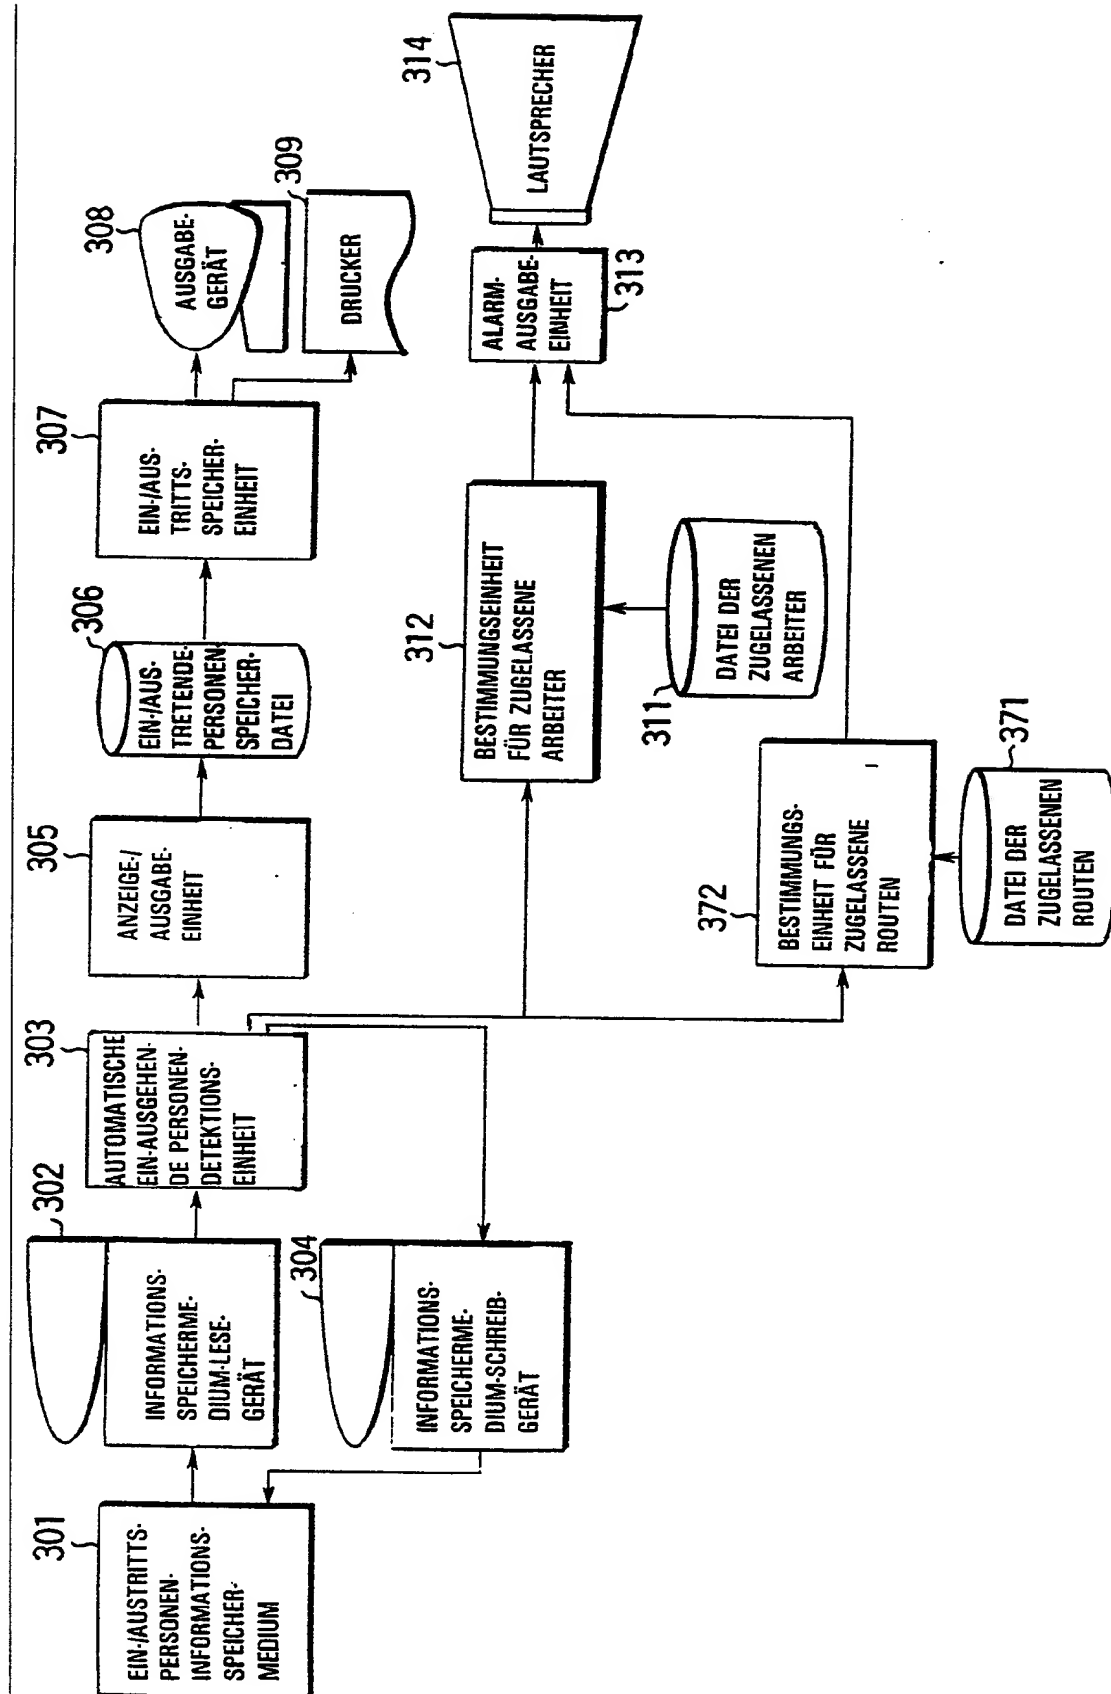 301
EIN-/AUSTRITTS-
PERSONEN-
INFORMATIONS-
SPEICHER-
MEDIUM
302
INFORMATIONS-
SPEICHERME-
DIUM-LESE-
GERÄT
304
INFORMATIONS-
SPEICHERME-
DIUM-SCHREIB-
GERÄT
303
AUTOMATISCHE
EIN-AUSGEHEN-
DE PERSONEN-
DETEKTIONS-
EINHEIT
305
ANZEIGE-/
AUSGABE-
EINHEIT
306
EIN-/AUS-
TRETENDE-
PERSONEN
SPEICHER-
DATEI
307
EIN-/AUS-
TRITTS-
SPEICHER-
EINHEIT
308
AUSGABE-
GERÄT
309
DRUCKER
312
BESTIMMUNGSEINHEIT
FÜR ZUGELASSENE
ARBEITER
311
DATEI DER
ZUGELASSENEN
ARBEITER
372
BESTIMMUNGS-
EINHEIT FÜR
ZUGELASSENE
ROUTEN
371
DATEI DER
ZUGELASSENEN
ROUTEN
313
ALARM-
AUSGABE-
EINHEIT
314
LAUTSPRECHER